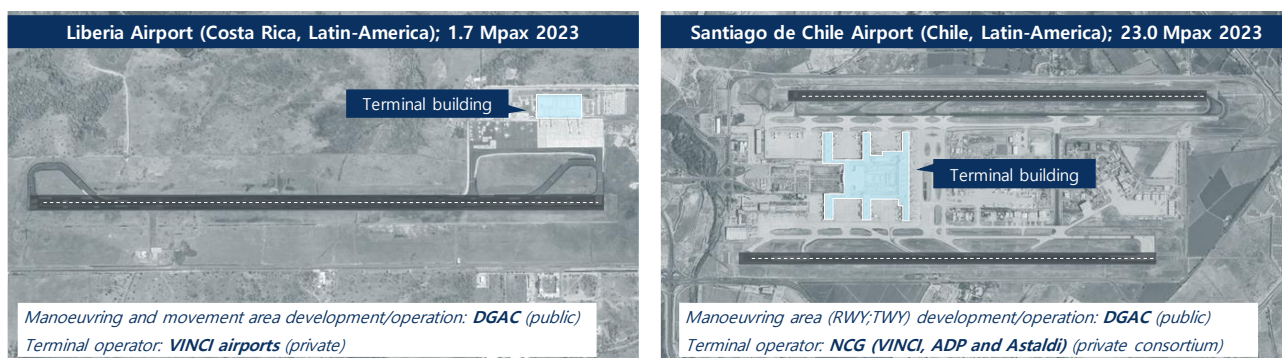 Liberia Airport (Costa Rica, Latin-America); 1.7 Mpax 2023
Terminal building
Manoeuvring and movement area development/operation: DGAC (public)
Terminal operator: VINCI airports (private)
Santiago de Chile Airport (Chile, Latin-America); 23.0 Mpax 2023
Terminal building
Manoeuvring area (RWY;TWY) development/operation: DGAC (public)
Terminal operator: NCG (VINCI, ADP and Astaldi) (private consortium)